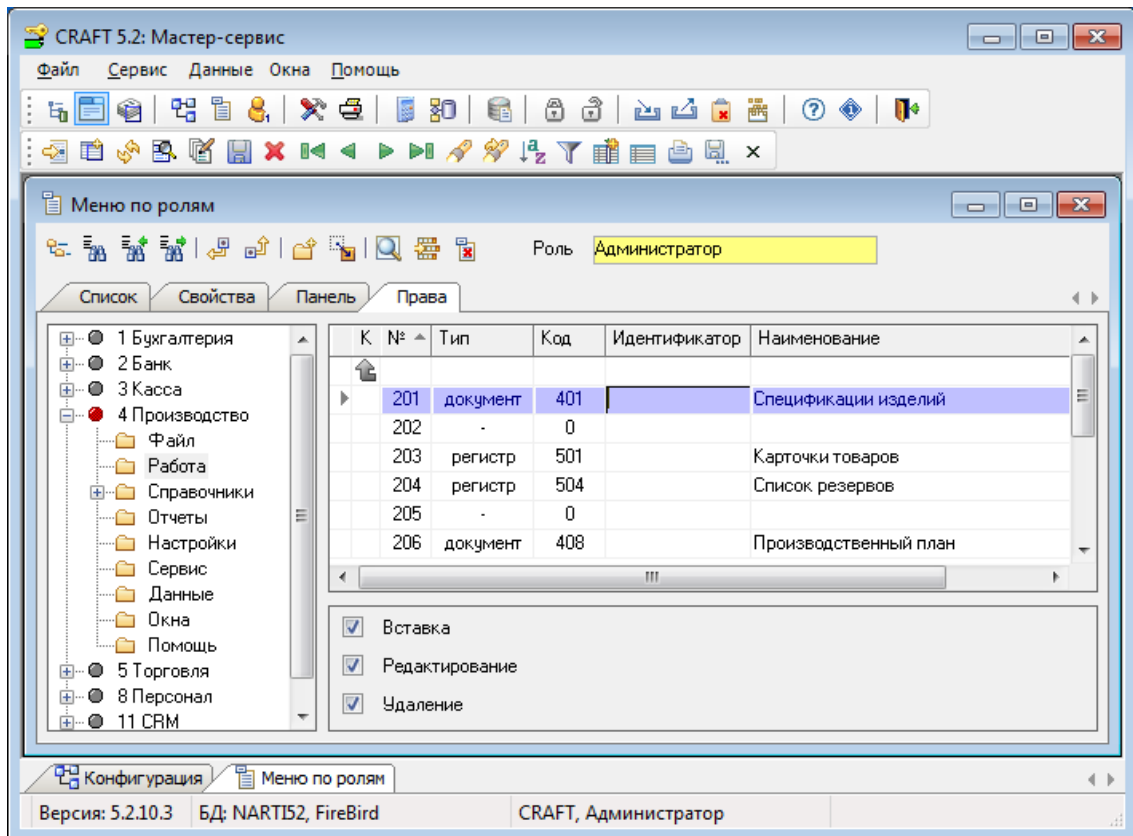 CRAFT 5.2: Мастер-сервис
Файл Сервис Данные Окна Помощь
Меню по ролям
Роль Администратор
Список Свойства Панель Права
1 Бухгалтерия
2 Банк
3 Касса
4 Производство
Файл
Работа
Справочники
Отчеты
Настройки
Сервис
Данные
Окна
Помощь
5 Торговля
8 Персонал
11 CRM
К № Тип Код Идентификатор Наименование
201 документ 401 Спецификации изделий
202 - 0
203 регистр 501 Карточки товаров
204 регистр 504 Список резервов
205 - 0
206 документ 408 Производственный план
Вставка
Редактирование
Удаление
Конфигурация Меню по ролям
Версия: 5.2.10.3 БД: NARTI52, FireBird CRAFT, Администратор